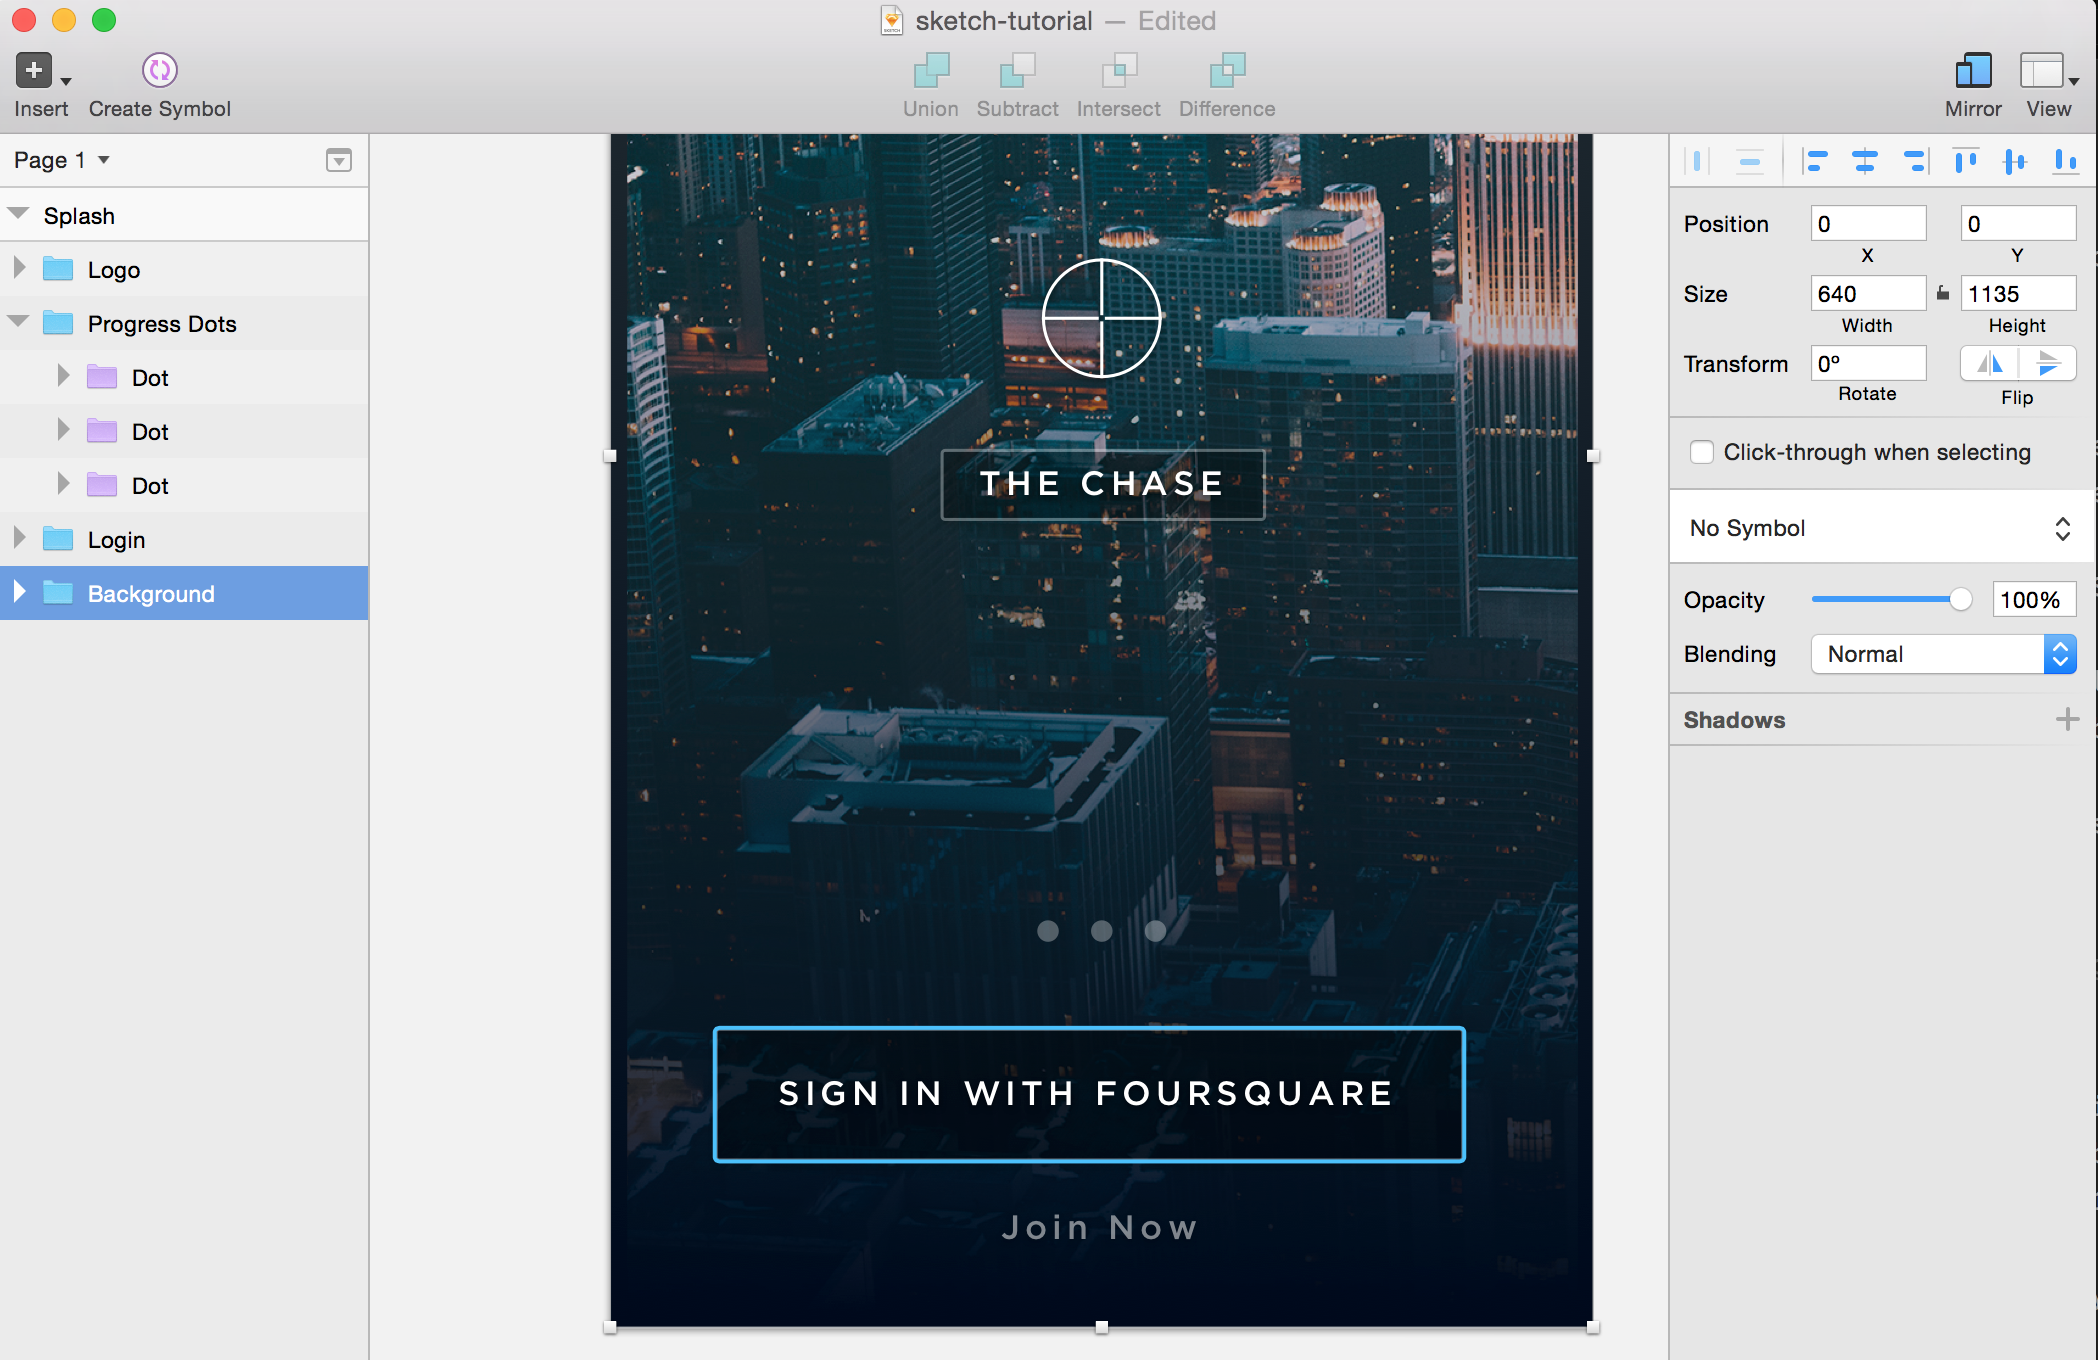 sketch-tutorial — Edited
Insert
Create Symbol
Union
Subtract
Intersect
Difference
Mirror
View
Page 1
Splash
Logo
Progress Dots
Dot
Dot
Dot
Login
Background
THE CHASE
SIGN IN WITH FOURSQUARE
Join Now
Position
0
0
X
Y
Size
640
1135
Width
Height
Transform
0º
Rotate
Flip
Click-through when selecting
No Symbol
Opacity
100%
Blending
Normal
Shadows